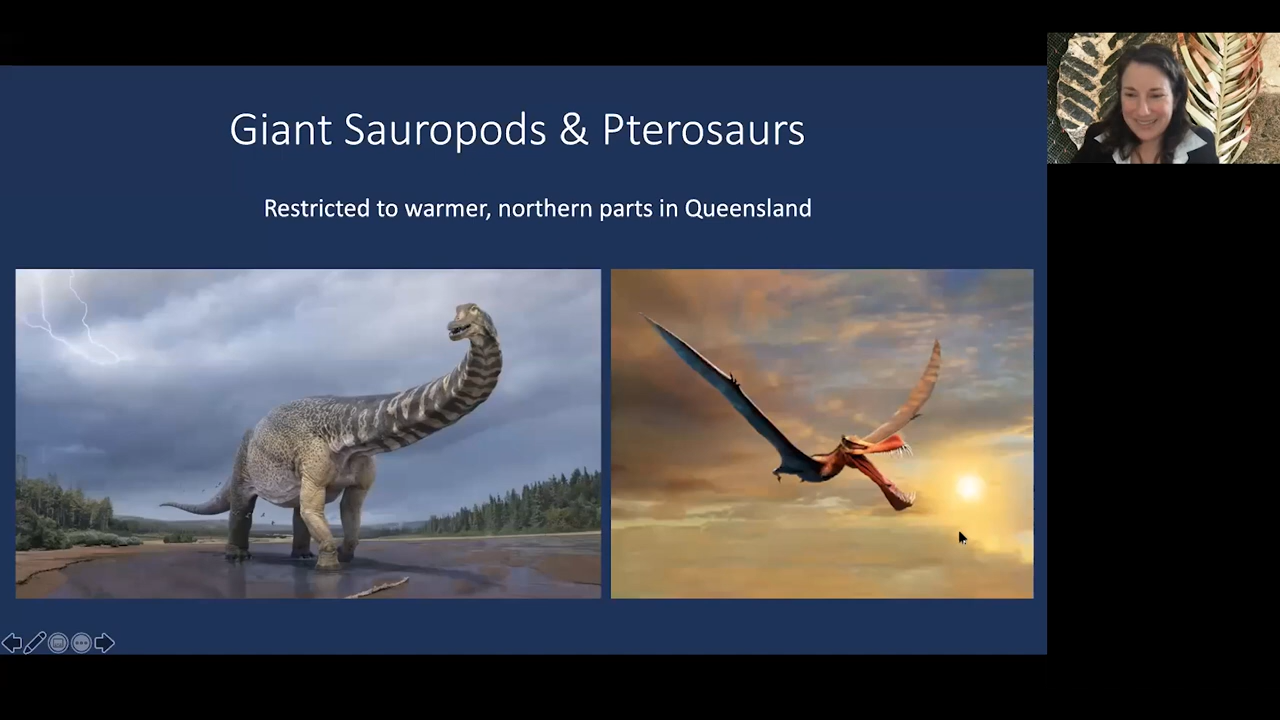 Giant Sauropods & Pterosaurs
Restricted to warmer, northern parts in Queensland